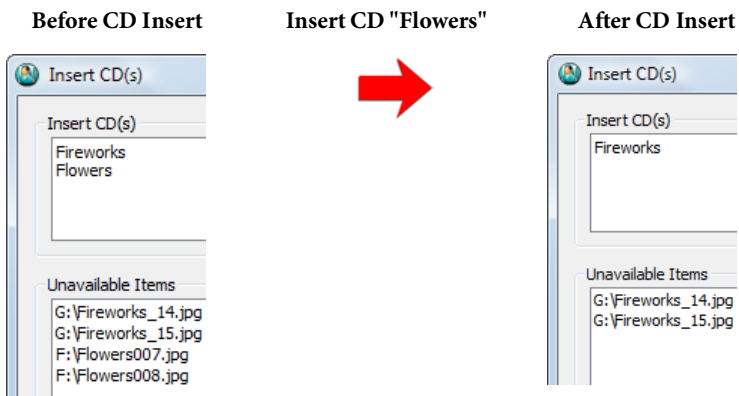 Before CD Insert
Insert CD(s)
Insert CD(s)
Fireworks
Flowers
Unavailable Items
G:\Fireworks_14.jpg
G:\Fireworks_15.jpg
F:\Flowers007.jpg
F:\Flowers008.jpg
Insert CD "Flowers"
After CD Insert
Insert CD(s)
Insert CD(s)
Fireworks
Unavailable Items
G:\Fireworks_14.jpg
G:\Fireworks_15.jpg